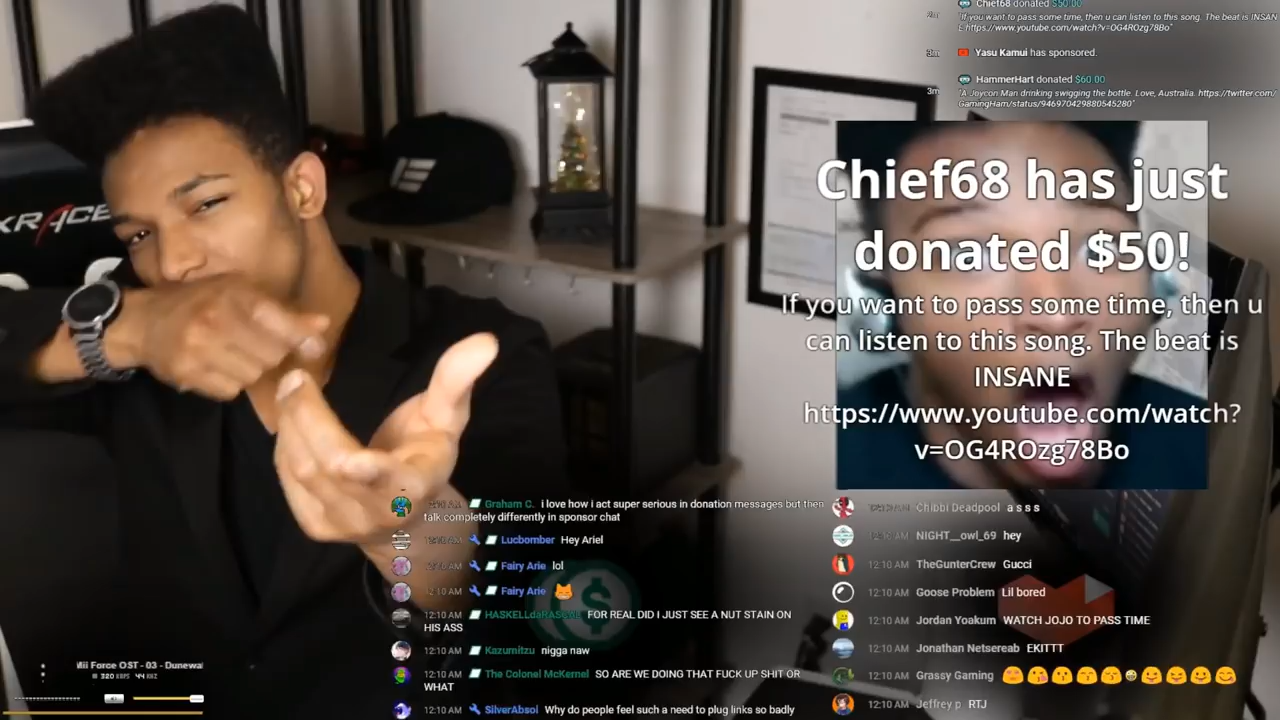 Chief68 donated $50.00
2m
"If you want to pass some time, then u can listen to this song. The beat is INSAN
E https://www.youtube.com/watch?v=OG4ROzg78Bo"
3m
Yasu Kamui has sponsored.
HammerHart donated $60.00
3m
"A Joycon Man drinking swigging the bottle. Love, Australia. https://twitter.com/
GamingHam/status/946970429880545280"
Chief68 has just
donated $50!
If you want to pass some time, then u
can listen to this song. The beat is
INSANE
https://www.youtube.com/watch?
v=OG4ROzg78Bo
XRACE
Graham C. i love how i act super serious in donation messages but then
talk completely differently in sponsor chat
Lucbomber Hey Ariel
Fairy Arie lol
12:10 AM Fairy Arie
12:10 AM HASKELLdaRASCAL FOR REAL DID I JUST SEE A NUT STAIN ON
HIS ASS
12:10 AM Kazumitzu nigga naw
12:10 AM The Colonel McKernel SO ARE WE DOING THAT FUCK UP SHIT OR
WHAT
12:10 AM SilverAbsol Why do people feel such a need to plug links so badly
Chibbi Deadpool a s s s
NIGHT__owl_69 hey
12:10 AM TheGunterCrew Gucci
12:10 AM Goose Problem Lil bored
12:10 AM Jordan Yoakum WATCH JOJO TO PASS TIME
12:10 AM Jonathan Netsereab EKITTT
12:10 AM Grassy Gaming
12:10 AM Jeffrey p. RTJ
Mii Force OST - 03 - Dunewa
320 KBPS 44 KHZ